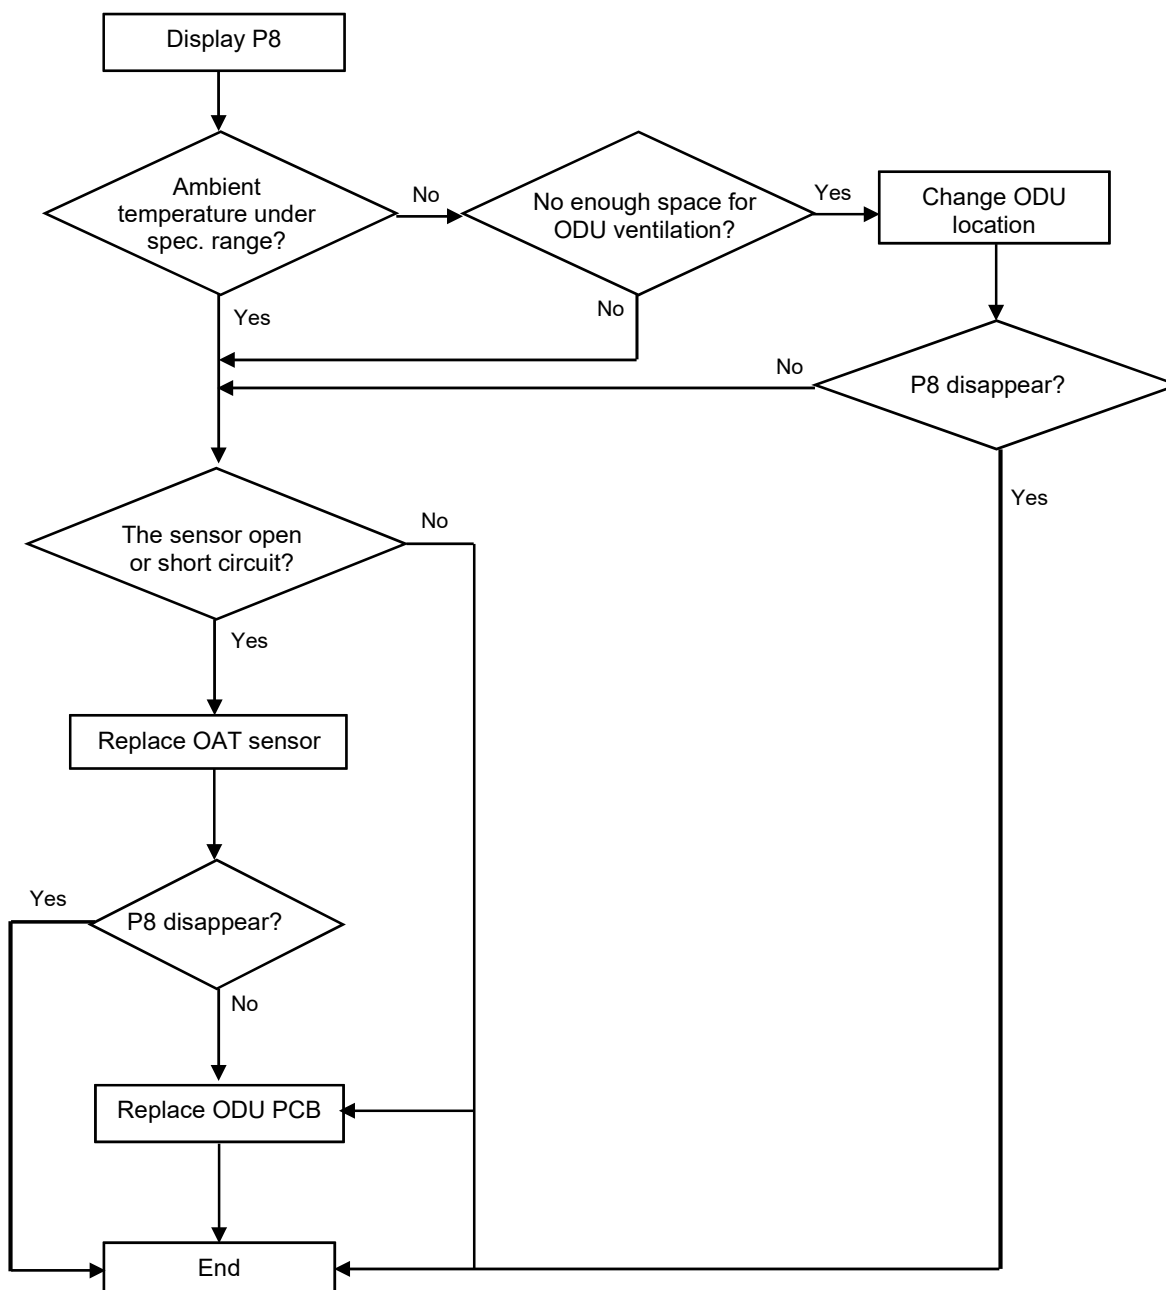 Display P8
Ambient
temperature under
spec. range?
No
No enough space for
ODU ventilation?
Yes
Change ODU
location
Yes
No
No
P8 disappear?
Yes
The sensor open
or short circuit?
No
Yes
Replace OAT sensor
Yes
P8 disappear?
No
Replace ODU PCB
End